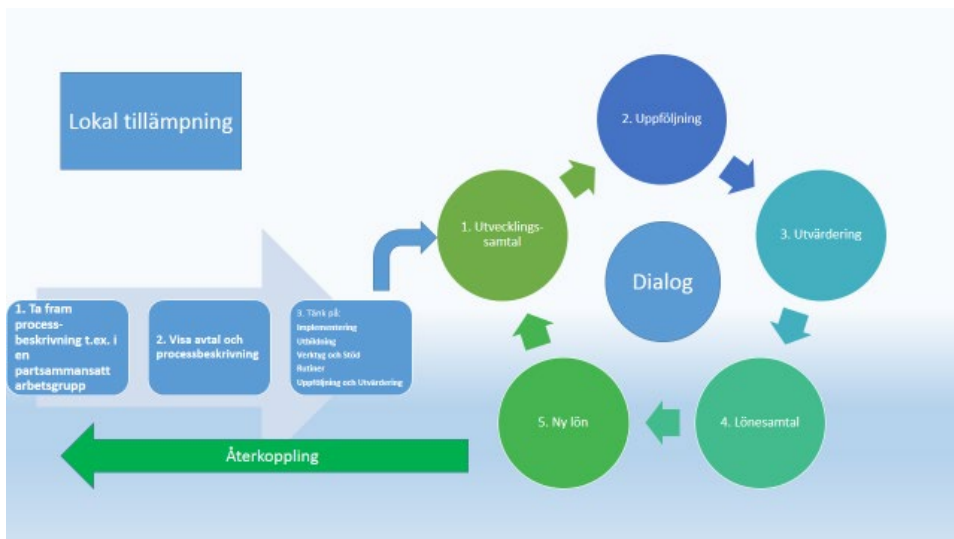 Lokal tillämpning
2. Uppföljning
1. Utvecklings-
samtal
3. Utvärdering
Dialog
1. Ta fram
process-
beskrivning t.ex. i
en
partsammansatt
arbetsgrupp
2. Visa avtal och
processbeskrivning
3. Tänk på:
Implementering
Utbildning
Verktyg och Stöd
Rutiner
Uppföljning och Utvärdering
5. Ny lön
4. Lönesamtal
Återkoppling